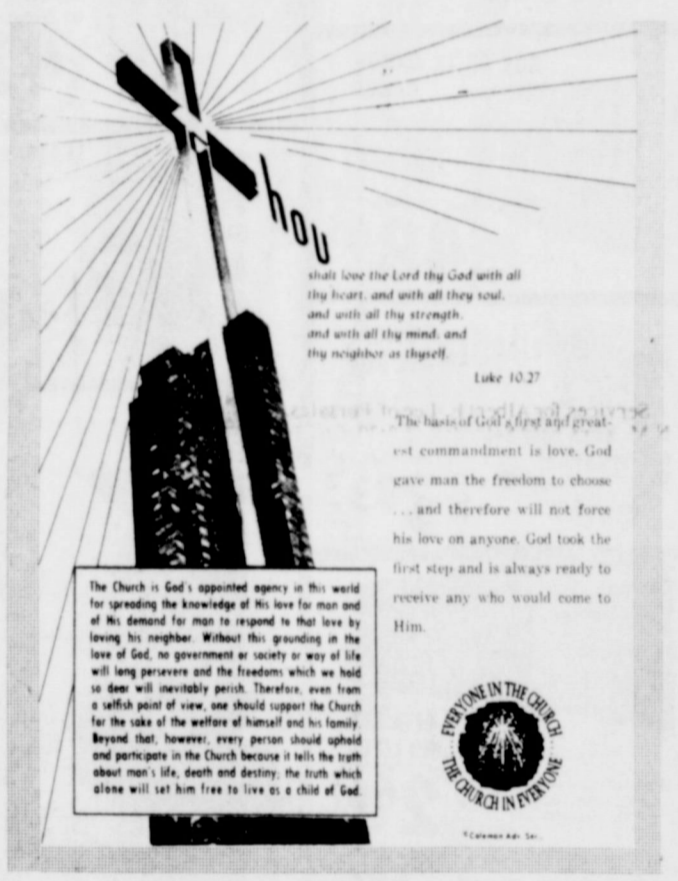 hou
shalt love the Lord thy God with all
thy heart, and with all they soul,
and with all thy strength,
and with all thy mind, and
thy neighbor as thyself.
Luke 10:27
The basis of God's first and great-
est commandment is love. God
gave man the freedom to choose
...and therefore will not force
his love on anyone. God took the
first step and is always ready to
receive any who would come to
Him.
The Church is God's appointed agency in this world
for spreading the knowledge of His love for man and
of His demand for man to respond to that love by
loving his neighbor. Without this grounding in the
love of God, no government or society or way of life
will long persevere and the freedoms which we hold
so dear will inevitably perish. Therefore, even from
a selfish point of view, one should support the Church
for the sake of the welfare of himself and his family.
Beyond that, however, every person should uphold
and participate in the Church because it tells the truth
about man's life, death and destiny; the truth which
alone will set him free to live as a child of God.
EVERYONE IN THE CHURCH
THE CHURCH IN EVERYONE
©Coleman Adv. Ser.